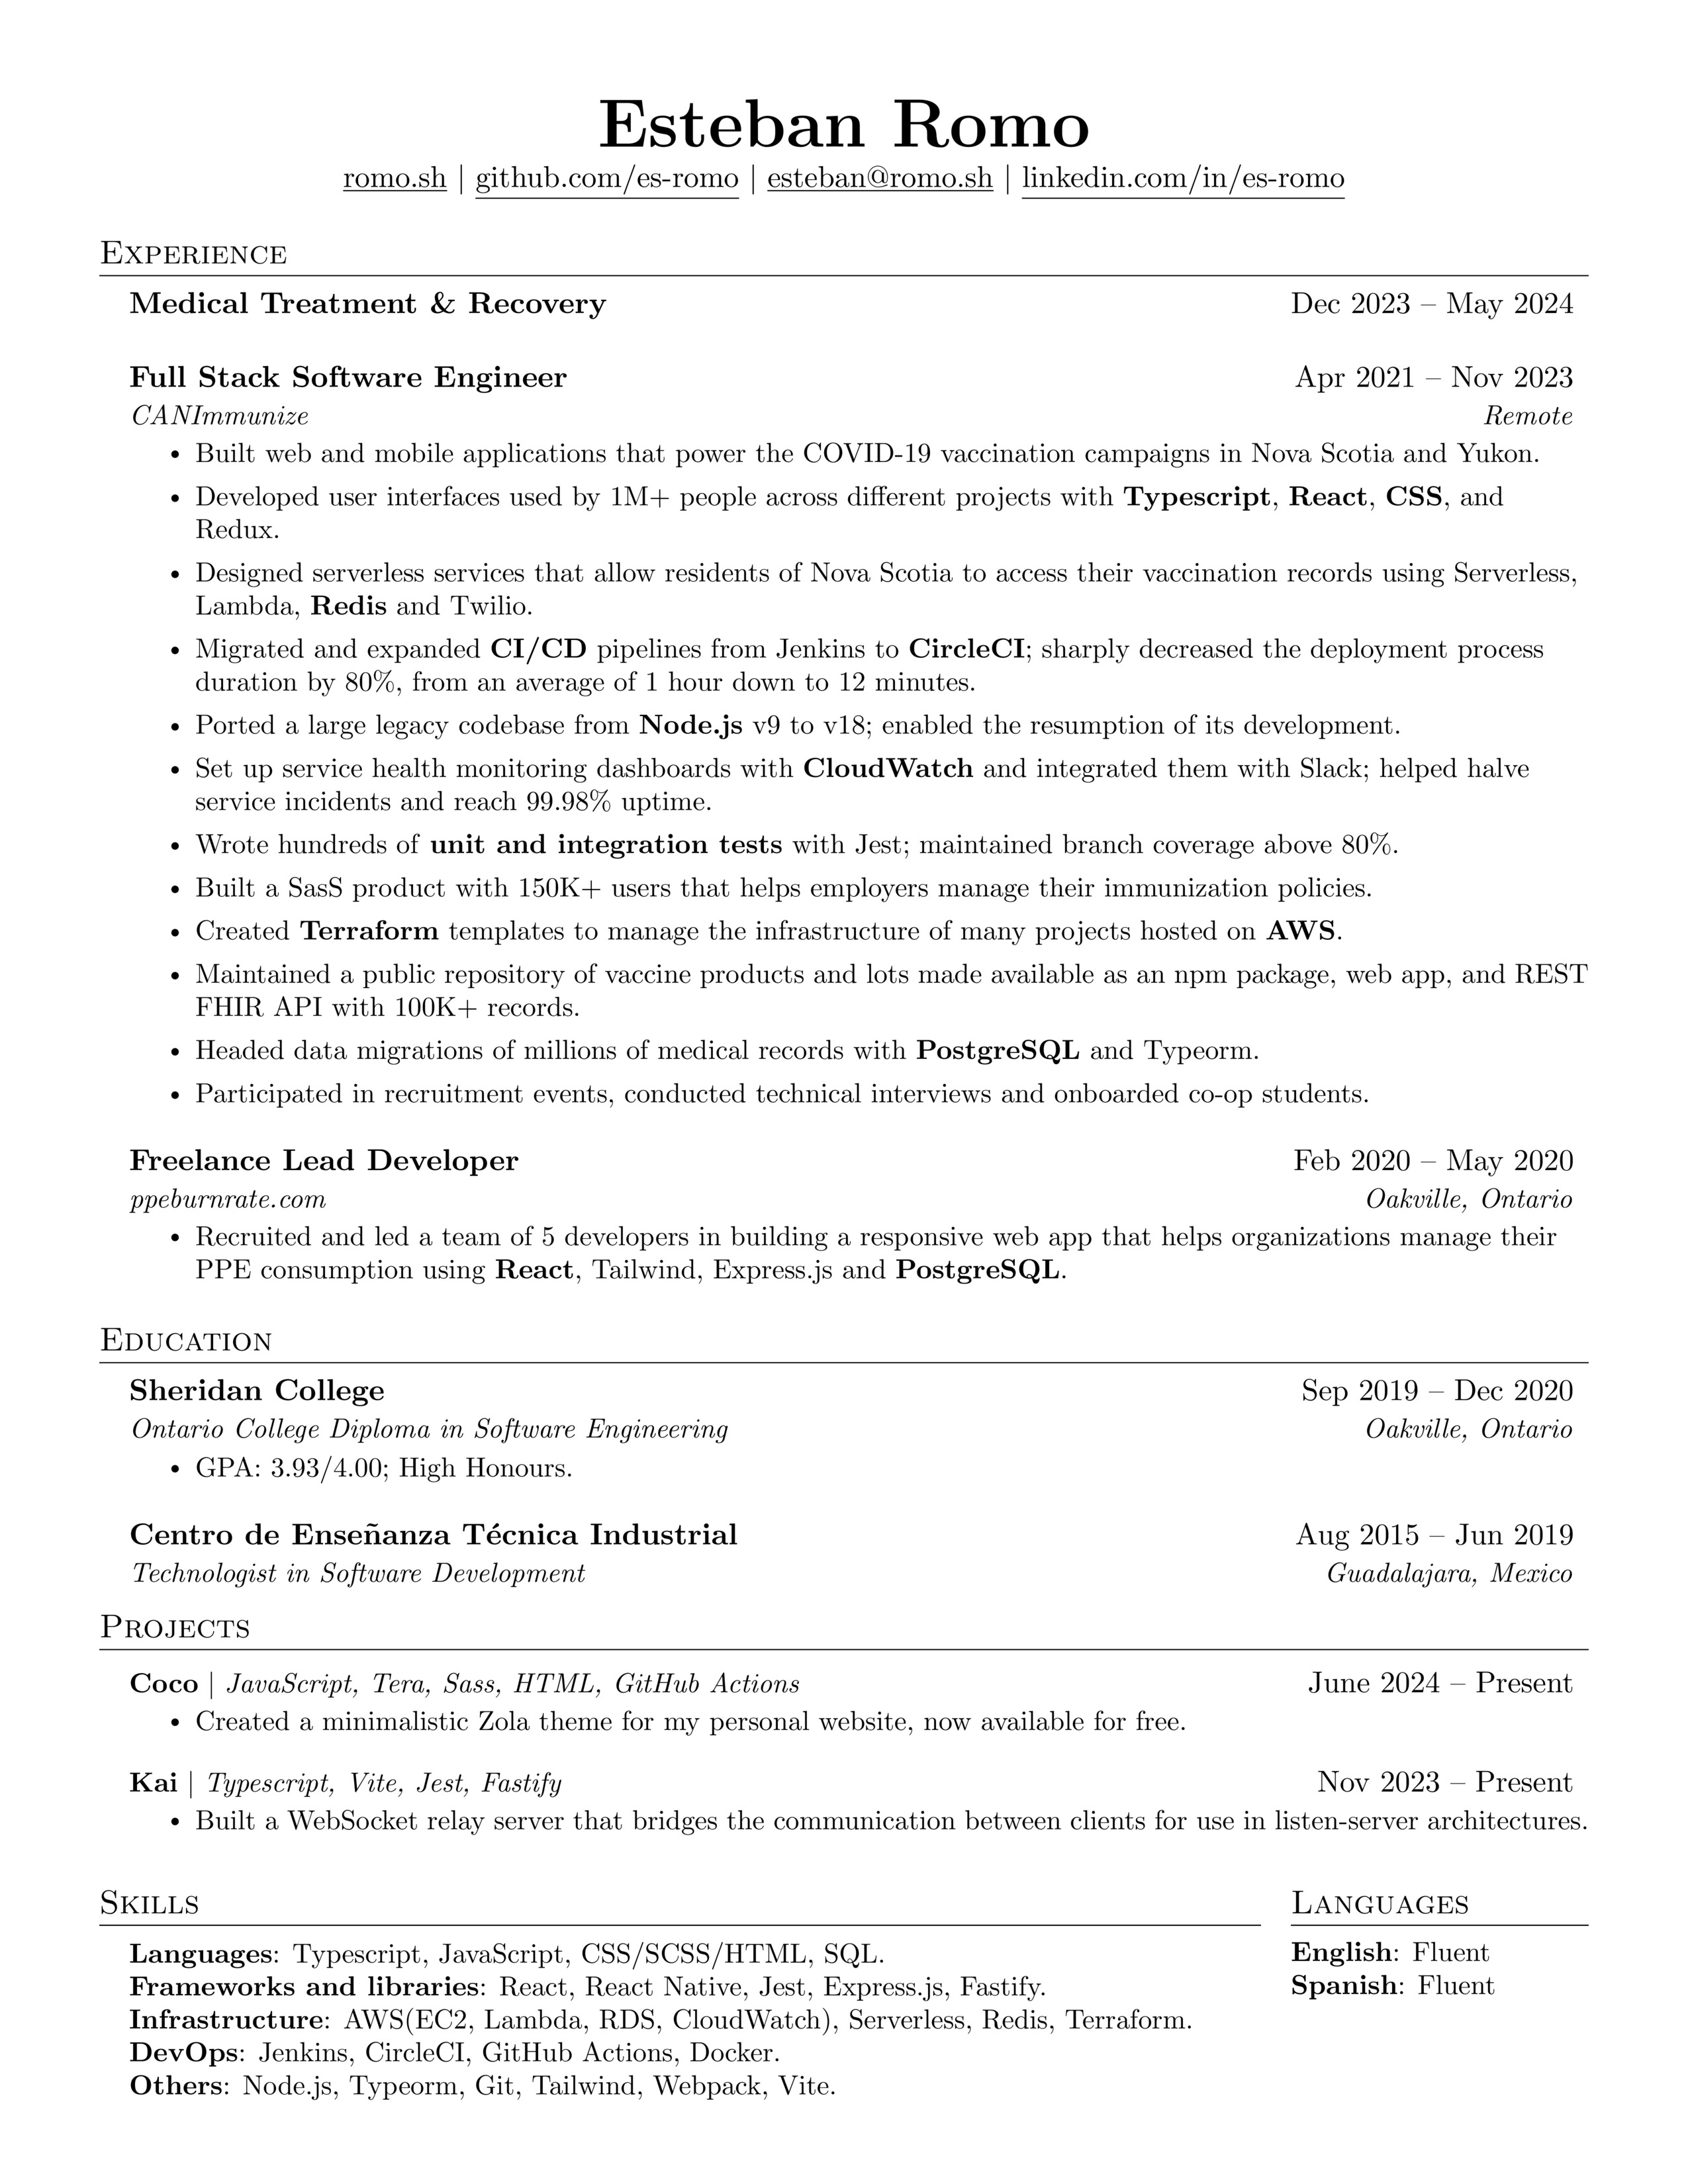 Esteban Romo
romo.sh | github.com/es-romo | esteban@romo.sh | linkedin.com/in/es-romo
Experience
Medical Treatment & Recovery Dec 2023 – May 2024
Full Stack Software Engineer Apr 2021 – Nov 2023
CANImmunize Remote
• Built web and mobile applications that power the COVID-19 vaccination campaigns in Nova Scotia and Yukon.
• Developed user interfaces used by 1M+ people across different projects with Typescript, React, CSS, and
Redux.
• Designed serverless services that allow residents of Nova Scotia to access their vaccination records using Serverless,
Lambda, Redis and Twilio.
• Migrated and expanded CI/CD pipelines from Jenkins to CircleCI; sharply decreased the deployment process
duration by 80%, from an average of 1 hour down to 12 minutes.
• Ported a large legacy codebase from Node.js v9 to v18; enabled the resumption of its development.
• Set up service health monitoring dashboards with CloudWatch and integrated them with Slack; helped halve
service incidents and reach 99.98% uptime.
• Wrote hundreds of unit and integration tests with Jest; maintained branch coverage above 80%.
• Built a SasS product with 150K+ users that helps employers manage their immunization policies.
• Created Terraform templates to manage the infrastructure of many projects hosted on AWS.
• Maintained a public repository of vaccine products and lots made available as an npm package, web app, and REST
FHIR API with 100K+ records.
• Headed data migrations of millions of medical records with PostgreSQL and Typeorm.
• Participated in recruitment events, conducted technical interviews and onboarded co-op students.
Freelance Lead Developer Feb 2020 – May 2020
ppeburnrate.com Oakville, Ontario
• Recruited and led a team of 5 developers in building a responsive web app that helps organizations manage their
PPE consumption using React, Tailwind, Express.js and PostgreSQL.
Education
Sheridan College Sep 2019 – Dec 2020
Ontario College Diploma in Software Engineering Oakville, Ontario
• GPA: 3.93/4.00; High Honours.
Centro de Enseñanza Técnica Industrial Aug 2015 – Jun 2019
Technologist in Software Development Guadalajara, Mexico
Projects
Coco | JavaScript, Tera, Sass, HTML, GitHub Actions June 2024 – Present
• Created a minimalistic Zola theme for my personal website, now available for free.
Kai | Typescript, Vite, Jest, Fastify Nov 2023 – Present
• Built a WebSocket relay server that bridges the communication between clients for use in listen-server architectures.
Skills
Languages: Typescript, JavaScript, CSS/SCSS/HTML, SQL.
Frameworks and libraries: React, React Native, Jest, Express.js, Fastify.
Infrastructure: AWS(EC2, Lambda, RDS, CloudWatch), Serverless, Redis, Terraform.
DevOps: Jenkins, CircleCI, GitHub Actions, Docker.
Others: Node.js, Typeorm, Git, Tailwind, Webpack, Vite.
Languages
English: Fluent
Spanish: Fluent